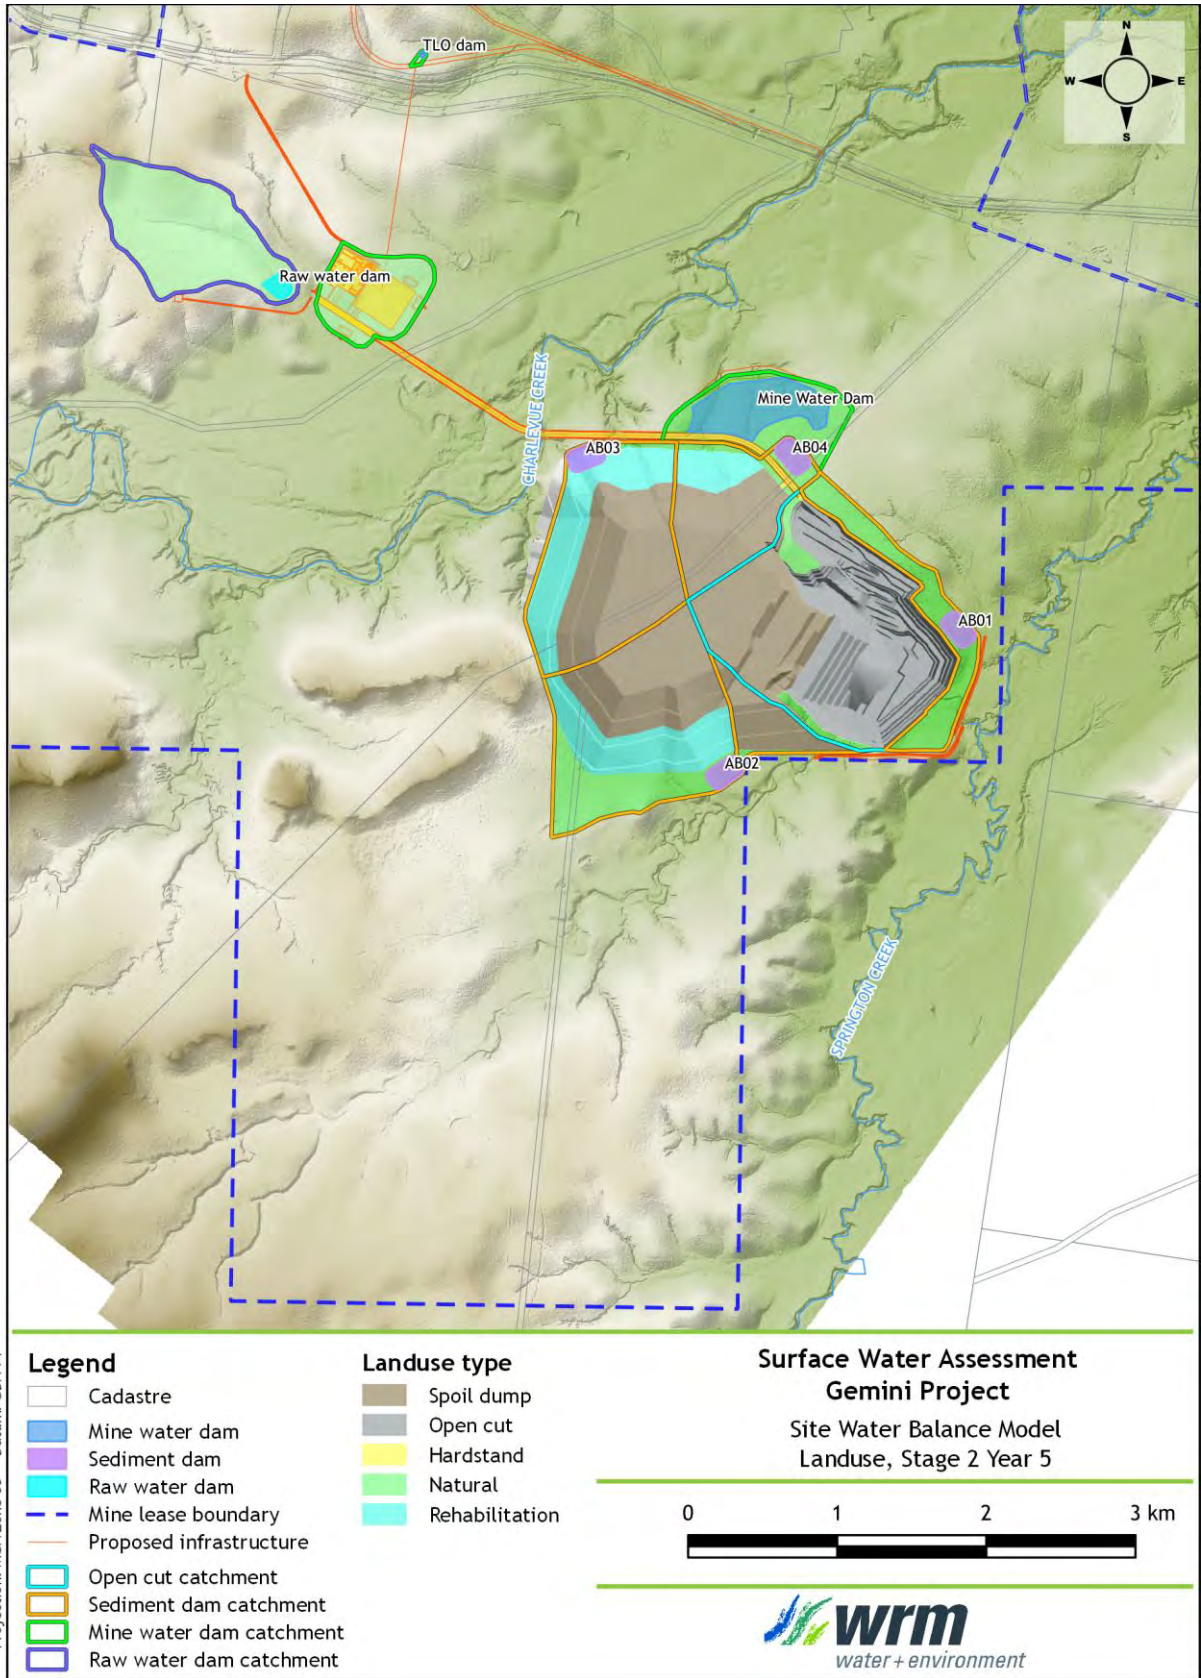 N
W
E
S
TLO dam
Raw water dam
CHARLEVUE CREEK
Mine Water Dam
AB03
AB04
AB01
AB02
SPRINGTON CREEK
Legend
Cadastre
Mine water dam
Sediment dam
Raw water dam
Mine lease boundary
Proposed infrastructure
Open cut catchment
Sediment dam catchment
Mine water dam catchment
Raw water dam catchment
Landuse type
Spoil dump
Open cut
Hardstand
Natural
Rehabilitation
Surface Water Assessment
Gemini Project
Site Water Balance Model
Landuse, Stage 2 Year 5
0 1 2 3 km
wrm
water + environment